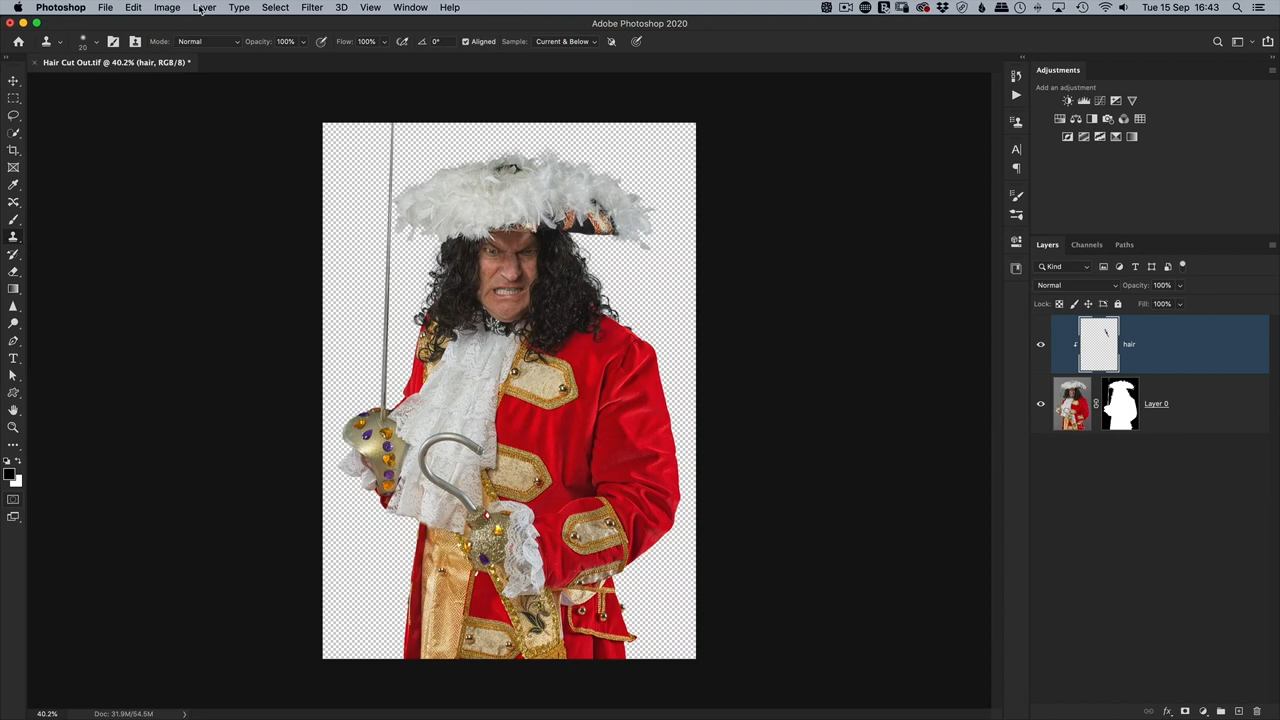 Photoshop File Edit Image Layer Type Select Filter 3D View Window Help Tue 15 Sep 16:43
Adobe Photoshop 2020
20 Mode: Normal Opacity: 100% Flow: 100% 0° Aligned Sample: Current & Below
Hair Cut Out.tif @ 40.2% (hair, RGB/8) *
Adjustments
Add an adjustment
Layers Channels Paths
Kind
Normal Opacity: 100%
Lock: Fill: 100%
hair
Layer 0
40.2% Doc: 31.9M/54.5M